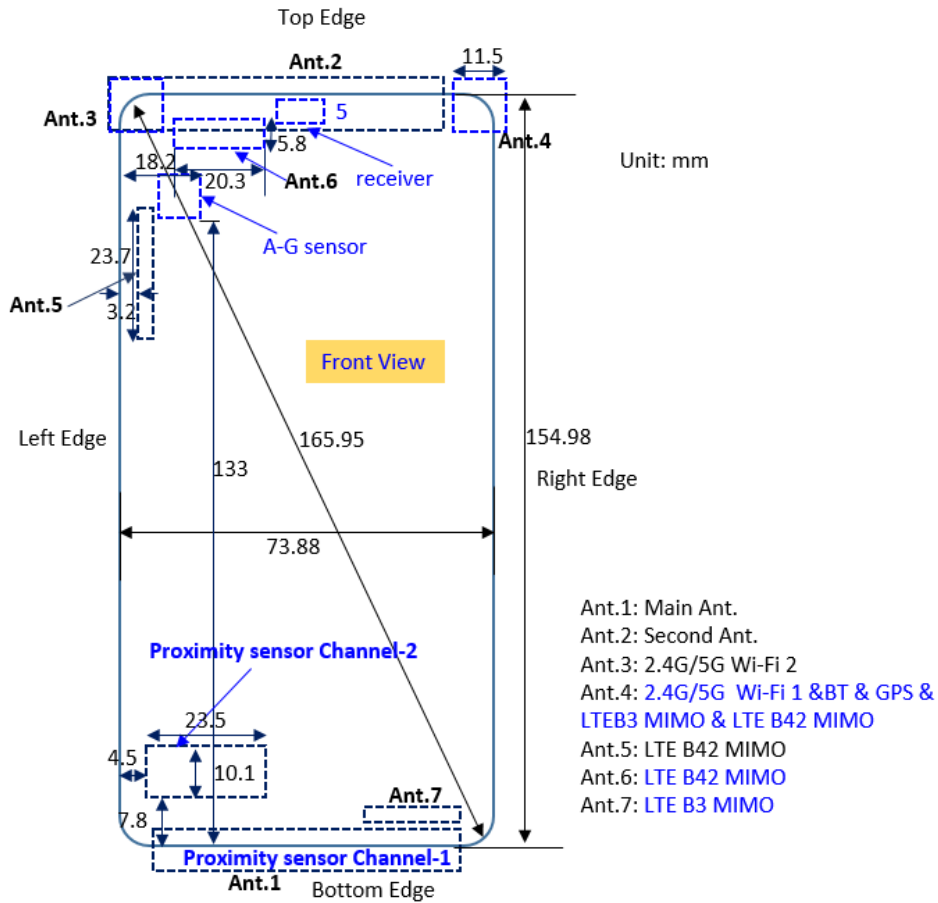 Top Edge
Ant.2
11.5
Ant.3
5
Ant.4
5.8
18.2
20.3
Ant.6
receiver
Unit: mm
A-G sensor
23.7
Ant.5
3.2
Front View
Left Edge
165.95
154.98
133
Right Edge
73.88
Ant.1: Main Ant.
Ant.2: Second Ant.
Ant.3: 2.4G/5G Wi-Fi 2
Ant.4: 2.4G/5G Wi-Fi 1 &BT & GPS &
LTEB3 MIMO & LTE B42 MIMO
Ant.5: LTE B42 MIMO
Ant.6: LTE B42 MIMO
Ant.7: LTE B3 MIMO
Proximity sensor Channel-2
23.5
4.5
10.1
Ant.7
7.8
Proximity sensor Channel-1
Ant.1
Bottom Edge